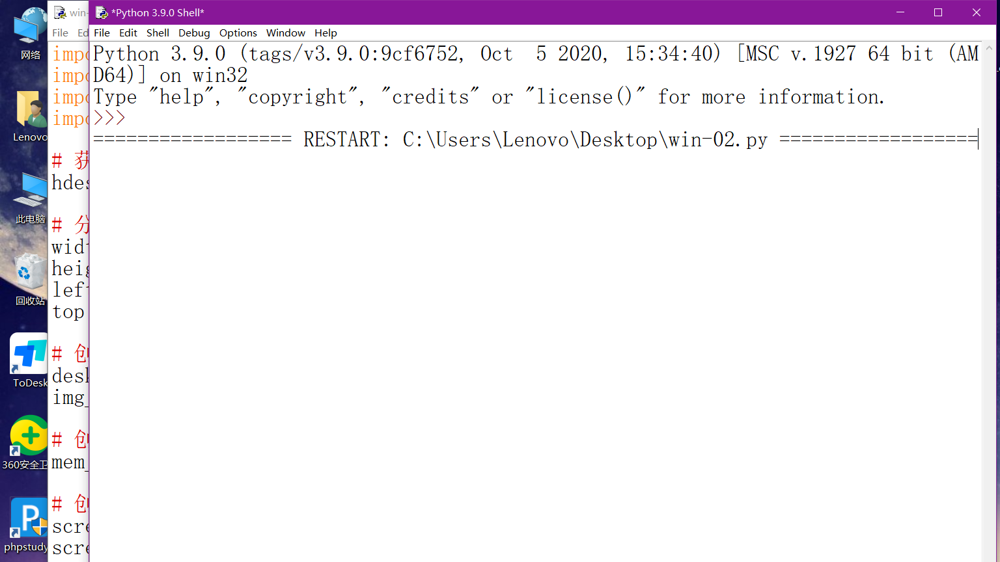 网络
Lenovo
此电脑
回收站
ToDesk
360安全卫
phpstudy
win-
File Ed
impo
impo
impo
impo
# 获
hdes
# 分
widt
heig
left
top
# 创
desk
img_
# 创
mem_
# 创
scre
scre
*Python 3.9.0 Shell*
File Edit Shell Debug Options Window Help
Python 3.9.0 (tags/v3.9.0:9cf6752, Oct  5 2020, 15:34:40) [MSC v.1927 64 bit (AM
D64)] on win32
Type "help", "copyright", "credits" or "license()" for more information.
>>>
================== RESTART: C:\Users\Lenovo\Desktop\win-02.py ==================